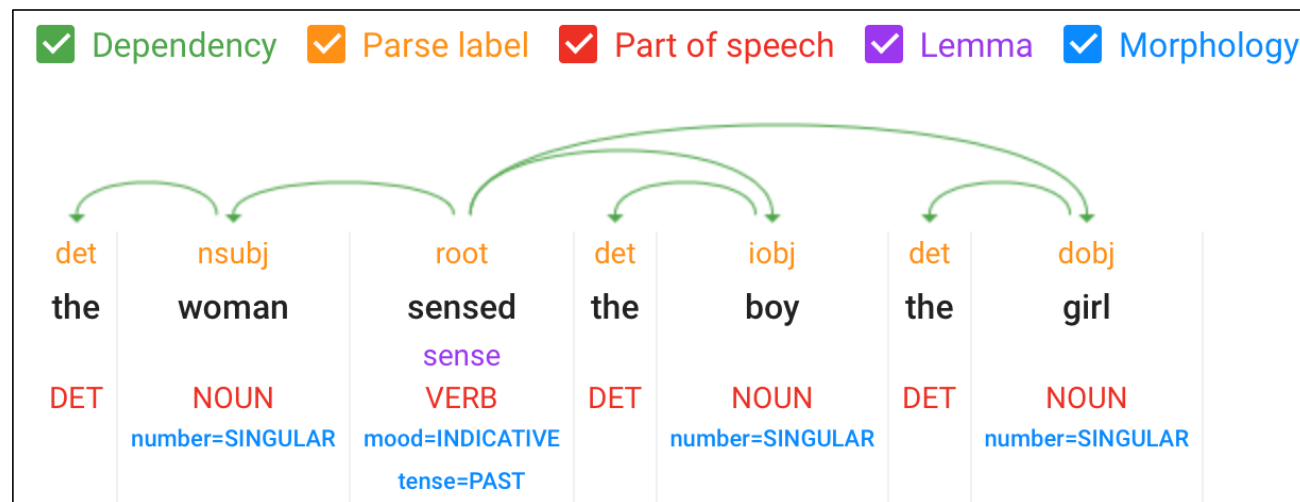 Dependency Parse label Part of speech Lemma Morphology
det nsubj root det iobj det dobj
the woman sensed the boy the girl
sense
DET NOUN VERB DET NOUN DET NOUN
number=SINGULAR mood=INDICATIVE number=SINGULAR number=SINGULAR
tense=PAST